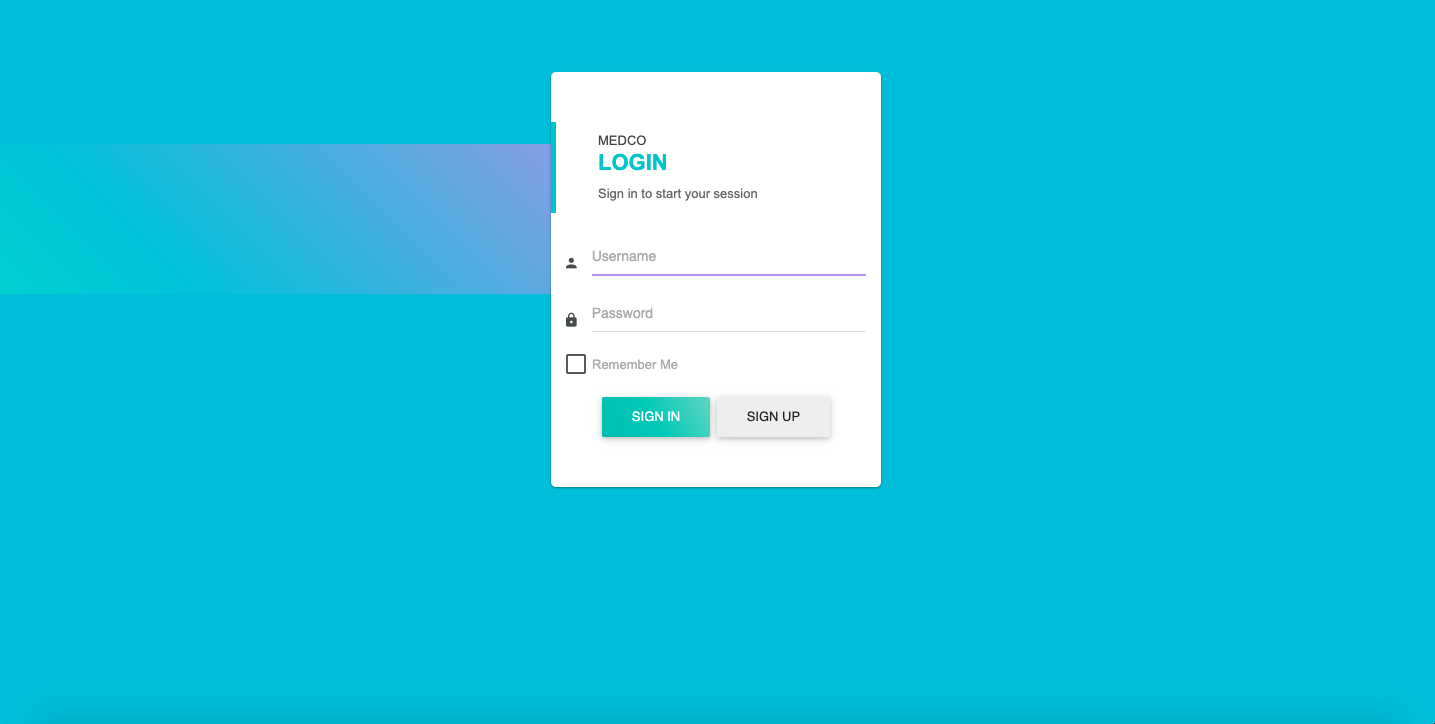 MEDCO
LOGIN
Sign in to start your session
Username
Password
Remember Me
SIGN IN SIGN UP